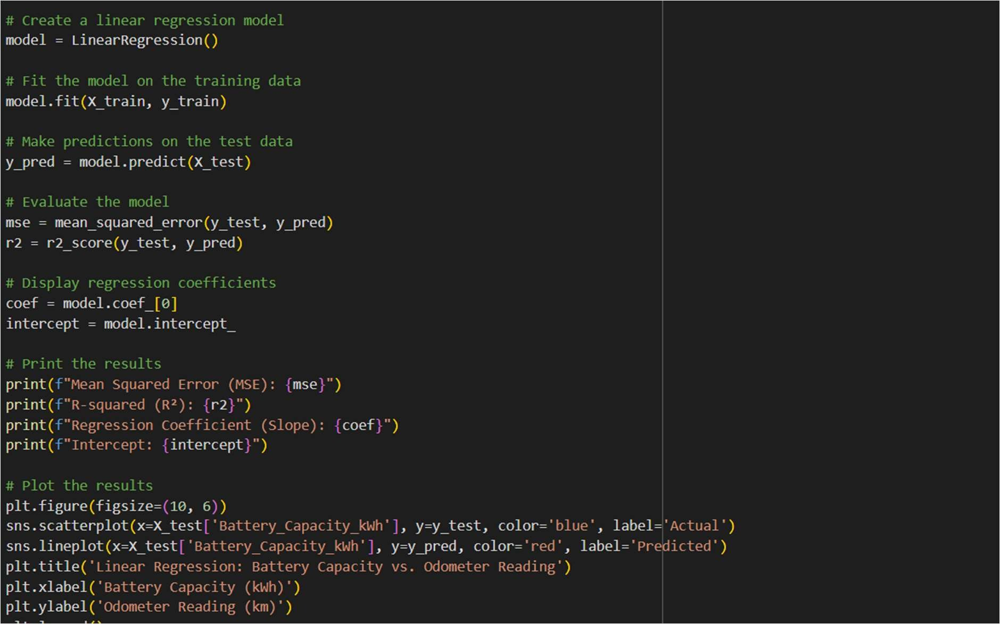 # Create a linear regression model
model = LinearRegression()
# Fit the model on the training data
model.fit(X_train, y_train)
# Make predictions on the test data
y_pred = model.predict(X_test)
# Evaluate the model
mse = mean_squared_error(y_test, y_pred)
r2 = r2_score(y_test, y_pred)
# Display regression coefficients
coef = model.coef_[0]
intercept = model.intercept_
# Print the results
print(f"Mean Squared Error (MSE): {mse}")
print(f"R-squared (R²): {r2}")
print(f"Regression Coefficient (Slope): {coef}")
print(f"Intercept: {intercept}")
# Plot the results
plt.figure(figsize=(10, 6))
sns.scatterplot(x=X_test['Battery_Capacity_kWh'], y=y_test, color='blue', label='Actual')
sns.lineplot(x=X_test['Battery_Capacity_kWh'], y=y_pred, color='red', label='Predicted')
plt.title('Linear Regression: Battery Capacity vs. Odometer Reading')
plt.xlabel('Battery Capacity (kWh)')
plt.ylabel('Odometer Reading (km)')